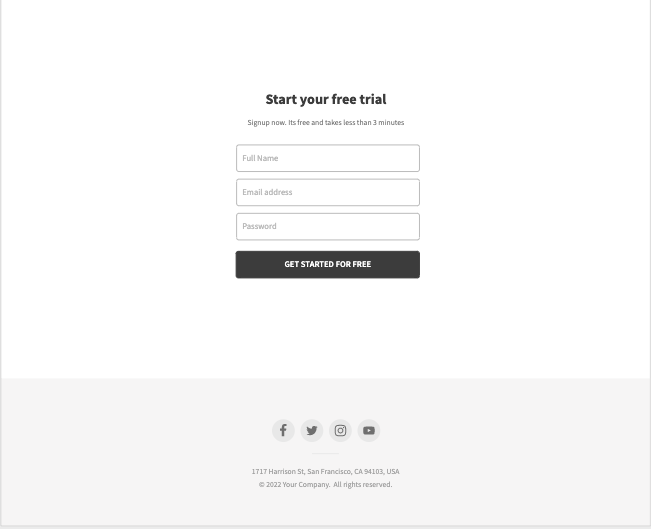 Start your free trial
Signup now. Its free and takes less than 3 minutes
Full Name
Email address
Password
GET STARTED FOR FREE
1717 Harrison St, San Francisco, CA 94103, USA
© 2022 Your Company. All rights reserved.